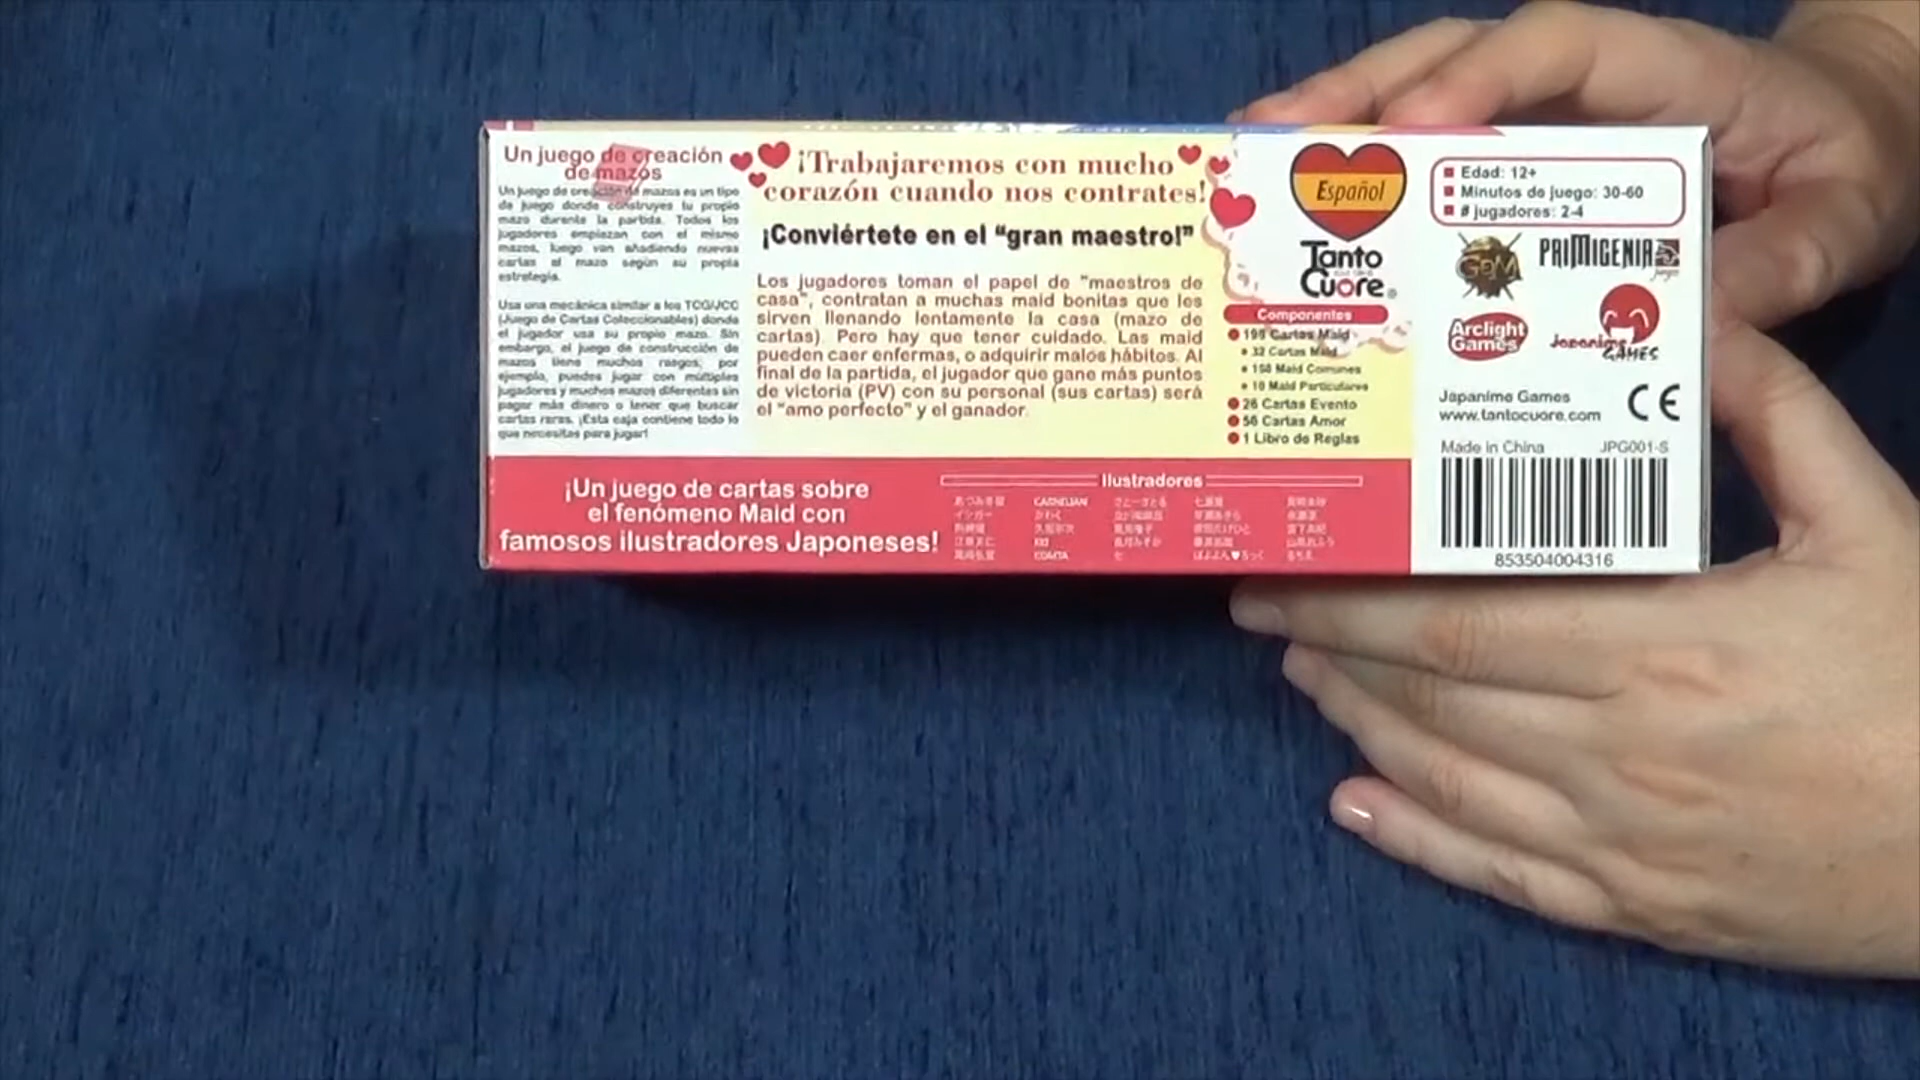 Un juego de creación
de mazos
Un juego de creación de mazos es un tipo
de juego donde construyes tu propio
mazo durante la partida. Todos los
jugadores empiezan con el mismo
mazos, luego van añadiendo nuevas
cartas al mazo según su propia
estrategia.
Usa una mecánica similar a los TCG/JCC
(Juego de Cartas Coleccionables) donde
el jugador usa su propio mazo. Sin
embargo, el juego de construcción de
mazos tiene muchos rasgos, por
ejemplo, puedes jugar con múltiples
jugadores y muchos mazos diferentes sin
pagar más dinero o tener que buscar
cartas raras. ¡Esta caja contiene todo lo
que necesitas para jugar!
¡Trabajaremos con mucho
corazón cuando nos contrates!
¡Conviértete en el "gran maestro!"
Los jugadores toman el papel de "maestros de
casa", contratan a muchas maid bonitas que les
sirven llenando lentamente la casa (mazo de
cartas). Pero hay que tener cuidado. Las maid
pueden caer enfermas, o adquirir malos hábitos. Al
final de la partida, el jugador que gane más puntos
de victoria (PV) con su personal (sus cartas) será
el "amo perfecto" y el ganador.
Español
Tanto
Cuore
Componentes
Cartas Maid
32 Cartas Maid
Maid Comunes
10 Maid Particulares
26 Cartas Evento
56 Cartas Amor
1 Libro de Reglas
Edad: 12+
Minutos de juego: 30-60
# jugadores: 2-4
GDM
PRIMIGENIA
juegos
Arclight
Games
Japanime
GAMES
Japanime Games
www.tantocuore.com
CE
Made in China JPG001-S
853504004316
¡Un juego de cartas sobre
el fenómeno Maid con
famosos ilustradores Japoneses!
Ilustradores
CARNELIAN